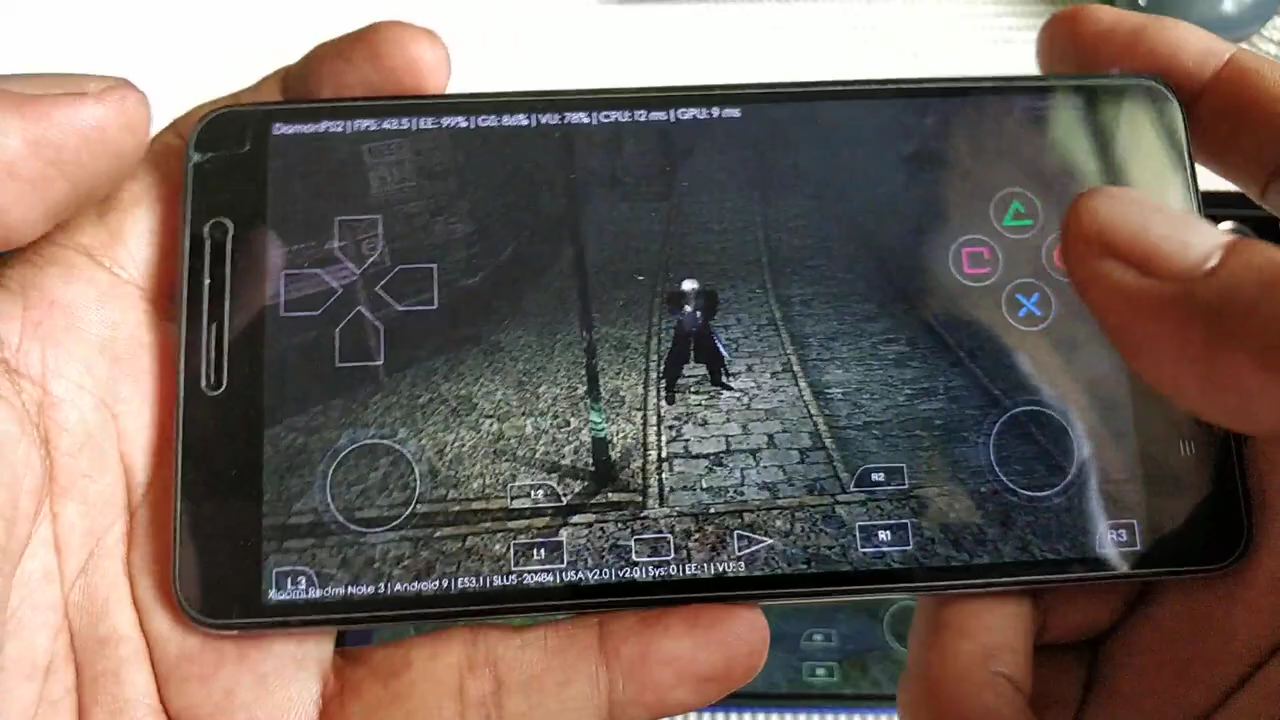 DamonPS2 | FPS: 43.5 | EE: 99% | GS: 86% | VU: 78% | CPU: 12 ms | GPU: 9 ms
L2
R2
L1
R1
R3
L3
Xiaomi Redmi Note 3 | Android 9 | ES3.1 | SLUS-20484 | USA v2.0 | v2.0 | Sys: 0 | EE: 1 | VU: 3